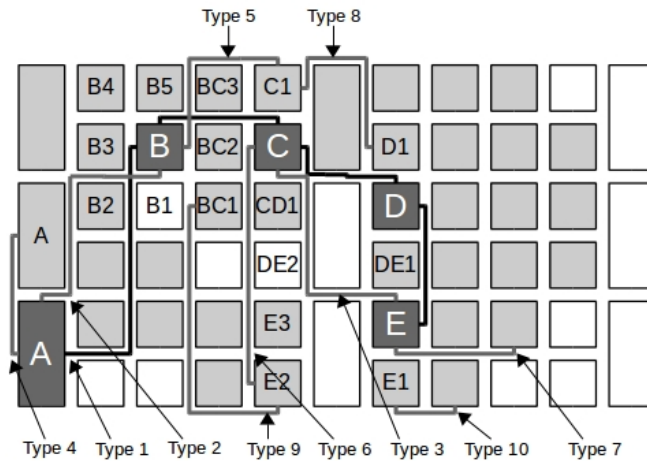 Type 5 Type 8
B4 B5 BC3 C1
B3 B BC2 C D1
A B2 B1 BC1 CD1 D
DE2 DE1
A E3 E
E2 E1
Type 4 Type 1 Type 2 Type 9 Type 6 Type 3 Type 10 Type 7